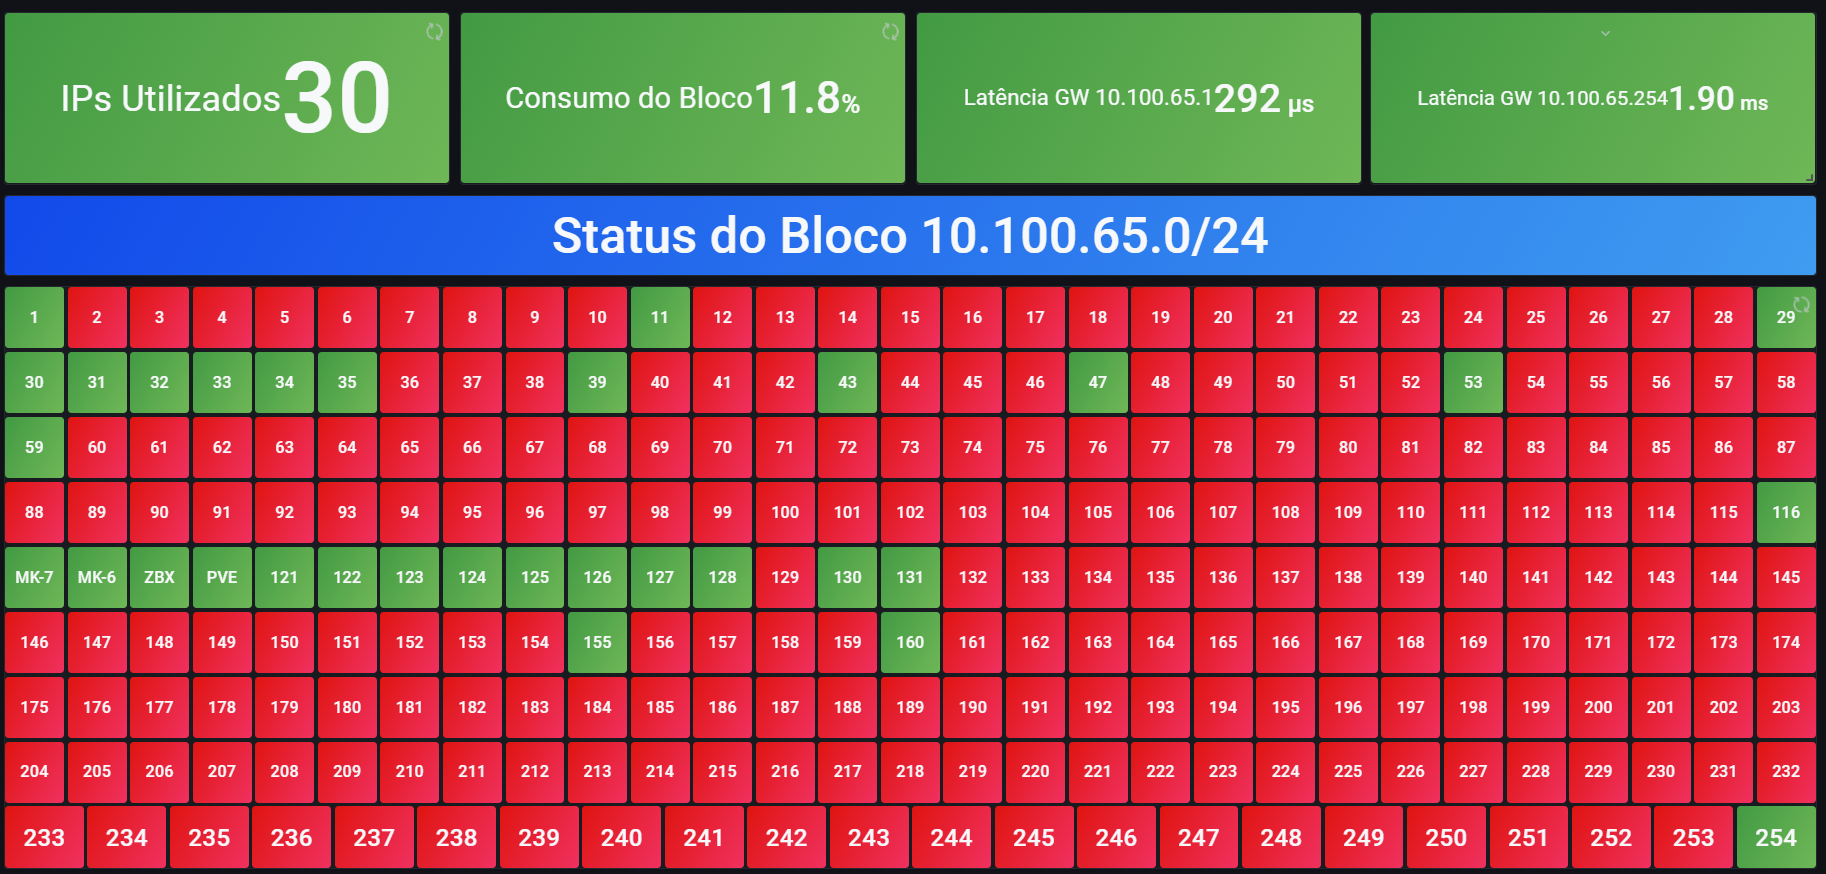 IPs Utilizados 30
Consumo do Bloco 11.8%
Latência GW 10.100.65.1 292 µs
Latência GW 10.100.65.254 1.90 ms
Status do Bloco 10.100.65.0/24
1 2 3 4 5 6 7 8 9 10 11 12 13 14 15 16 17 18 19 20 21 22 23 24 25 26 27 28 29
30 31 32 33 34 35 36 37 38 39 40 41 42 43 44 45 46 47 48 49 50 51 52 53 54 55 56 57 58
59 60 61 62 63 64 65 66 67 68 69 70 71 72 73 74 75 76 77 78 79 80 81 82 83 84 85 86 87
88 89 90 91 92 93 94 95 96 97 98 99 100 101 102 103 104 105 106 107 108 109 110 111 112 113 114 115 116
MK-7 MK-6 ZBX PVE 121 122 123 124 125 126 127 128 129 130 131 132 133 134 135 136 137 138 139 140 141 142 143 144 145
146 147 148 149 150 151 152 153 154 155 156 157 158 159 160 161 162 163 164 165 166 167 168 169 170 171 172 173 174
175 176 177 178 179 180 181 182 183 184 185 186 187 188 189 190 191 192 193 194 195 196 197 198 199 200 201 202 203
204 205 206 207 208 209 210 211 212 213 214 215 216 217 218 219 220 221 222 223 224 225 226 227 228 229 230 231 232
233 234 235 236 237 238 239 240 241 242 243 244 245 246 247 248 249 250 251 252 253 254